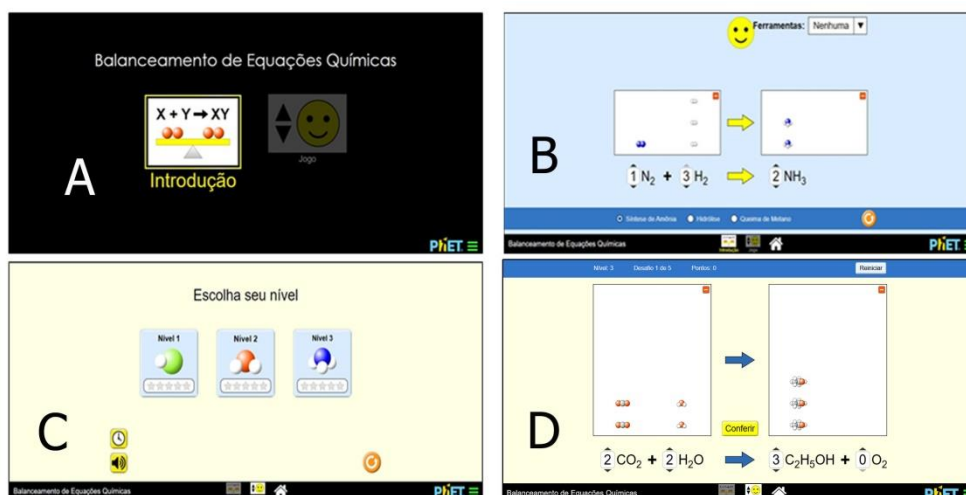 Balanceamento de Equações Químicas
X + Y → XY
Introdução
Jogo
A
PhET
Ferramentas: Nenhuma ▼
B
1 N₂ + 3 H₂ ⇨ 2 NH₃
Síntese de Amônia Hidrólise Queima de Metano
Balanceamento de Equações Químicas Introdução Jogo PhET
Escolha seu nível
Nível 1 Nível 2 Nível 3
C
Balanceamento de Equações Químicas PhET
Nível: 3 Desafio 1 de 5 Pontos: 0 Reiniciar
Conferir
D
2 CO₂ + 2 H₂O → 3 C₂H₅OH + 0 O₂
Balanceamento de Equações Químicas PhET